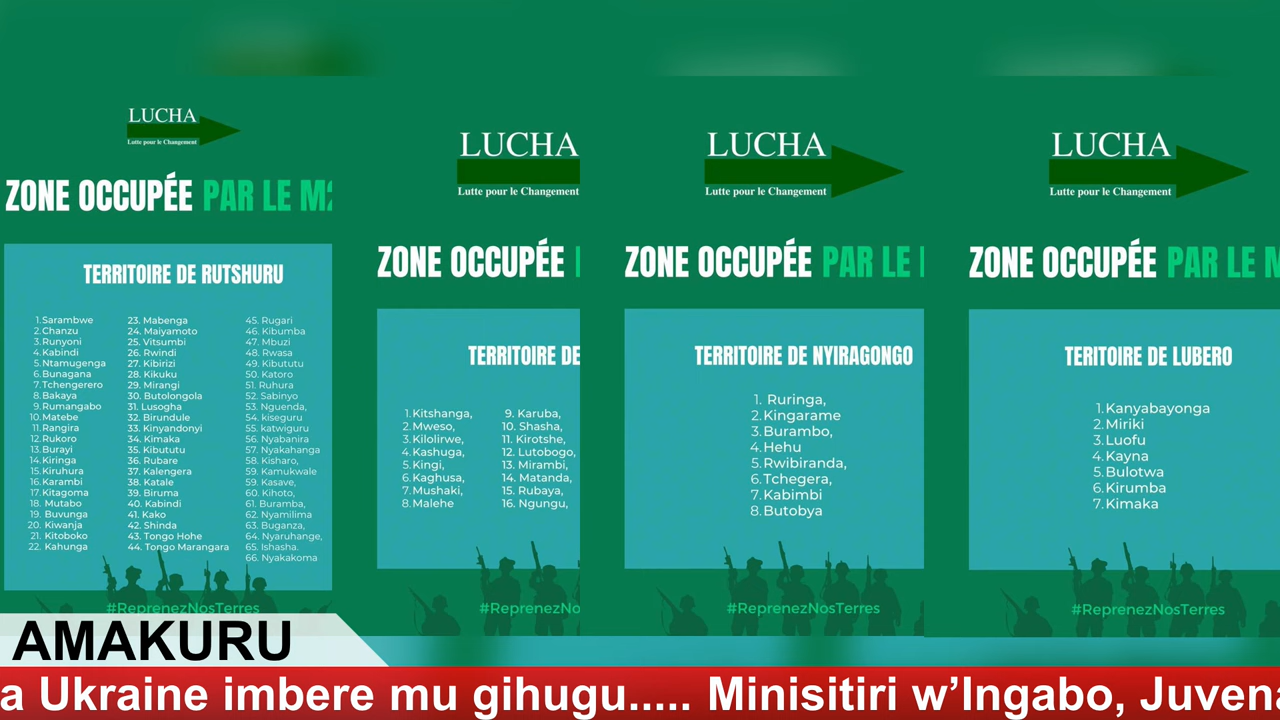 LUCHA
Lutte pour le Changement
ZONE OCCUPÉE PAR LE M2
TERRITOIRE DE RUTSHURU
1.Sarambwe
2.Chanzu
3.Runyoni
4.Kabindi
5.Ntamugenga
6.Bunagana
7.Tchengerero
8.Bakaya
9.Rumangabo
10.Matebe
11.Rangira
12.Rukoro
13.Burayi
14.Kiringa
15.Kiruhura
16.Karambi
17.Kitagoma
18. Mutabo
19. Buvunga
20. Kiwanja
21. Kitoboko
22. Kahunga
23. Mabenga
24. Maiyamoto
25. Vitsumbi
26. Rwindi
27. Kibirizi
28. Kikuku
29. Mirangi
30. Butolongola
31. Lusogha
32. Birundule
33. Kinyandonyi
34. Kimaka
35. Kibututu
36. Rubare
37. Kalengera
38. Katale
39. Biruma
40. Kabindi
41. Kako
42. Shinda
43. Tongo Hohe
44. Tongo Marangara
45. Rugari
46. Kibumba
47. Mbuzi
48. Rwasa
49. Kibututu
50. Katoro
51. Ruhura
52. Sabinyo
53. Nguenda,
54. kiseguru
55. katwiguru
56. Nyabanira
57. Nyakahanga
58. Kisharo,
59. Kamukwale
59. Kasave,
60. Kihoto,
61. Buramba,
62. Nyamilima
63. Buganza,
64. Nyaruhange,
65. Ishasha.
66. Nyakakoma
#ReprenezNosTerres
LUCHA
Lutte pour le Changement
ZONE OCCUPÉE
TERRITOIRE DE
1.Kitshanga,
2.Mweso,
3.Kilolirwe,
4.Kashuga,
5.Kingi,
6.Kaghusa,
7.Mushaki,
8.Malehe
9. Karuba,
10. Shasha,
11. Kirotshe,
12. Lutobogo,
13. Mirambi,
14. Matanda,
15. Rubaya,
16. Ngungu,
#ReprenezNo
LUCHA
Lutte pour le Changement
ZONE OCCUPÉE PAR LE
TERRITOIRE DE NYIRAGONGO
1. Ruringa,
2.Kingarame
3.Burambo,
4.Hehu
5.Rwibiranda,
6.Tchegera,
7.Kabimbi
8.Butobya
#ReprenezNosTerres
LUCHA
Lutte pour le Changement
ZONE OCCUPÉE PAR LE M
TERITOIRE DE LUBERO
1.Kanyabayonga
2.Miriki
3.Luofu
4.Kayna
5.Bulotwa
6.Kirumba
7.Kimaka
#ReprenezNosTerres
AMAKURU
a Ukraine imbere mu gihugu..... Minisitiri w’Ingabo, Juvena